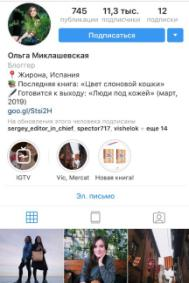 745 11,3 тыс. 12
публикации подписчики подписки
Подписаться
Ольга Миклашевская
Блоггер
Жирона, Испания
Последняя книга: «Цвет слоновой кошки»
Готовится к выходу: «Люди под кожей» (март,
2019)
goo.gl/Stsi2H
На обновления этого человека подписаны
sergey_editor_in_chief, spector717, vishelok + еще 14
IGTV Vic, Mercat Новая книга!
Эл. письмо